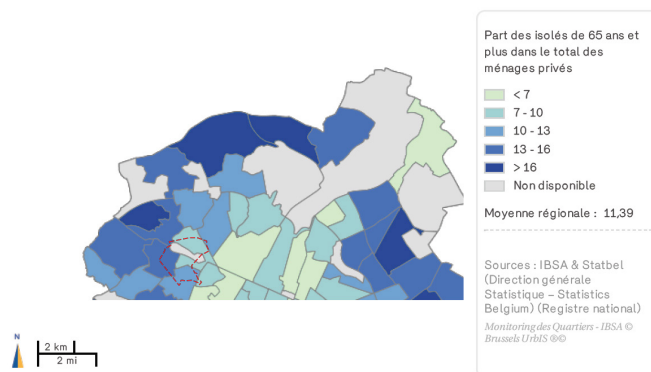 Part des isolés de 65 ans et
plus dans le total des
ménages privés
< 7
7 - 10
10 - 13
13 - 16
> 16
Non disponible
Moyenne régionale : 11,39
Sources : IBSA & Statbel
(Direction générale
Statistique – Statistics
Belgium) (Registre national)
Monitoring des Quartiers - IBSA ©
Brussels UrbIS ®©
N
2 km
2 mi